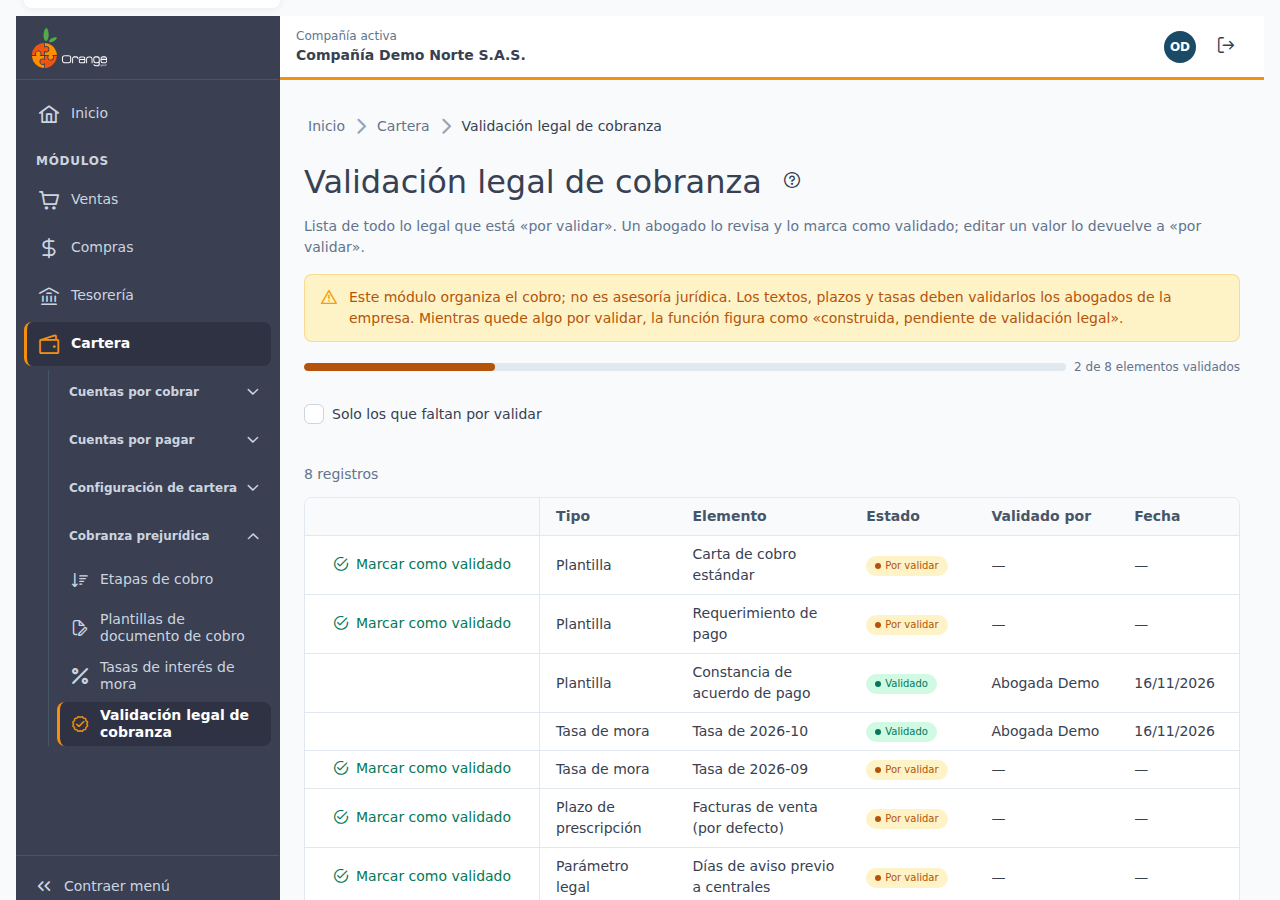 Orange
Compañía activa
Compañía Demo Norte S.A.S.
OD
Inicio
MÓDULOS
Ventas
Compras
Tesorería
Cartera
Cuentas por cobrar
Cuentas por pagar
Configuración de cartera
Cobranza prejurídica
Etapas de cobro
Plantillas de
documento de cobro
Tasas de interés de
mora
Validación legal de
cobranza
Contraer menú
Inicio > Cartera > Validación legal de cobranza
Validación legal de cobranza
Lista de todo lo legal que está «por validar». Un abogado lo revisa y lo marca como validado; editar un valor lo devuelve a «por
validar».
Este módulo organiza el cobro; no es asesoría jurídica. Los textos, plazos y tasas deben validarlos los abogados de la
empresa. Mientras quede algo por validar, la función figura como «construida, pendiente de validación legal».
2 de 8 elementos validados
Solo los que faltan por validar
8 registros
Tipo Elemento Estado Validado por Fecha
Marcar como validado Plantilla Carta de cobro estándar Por validar — —
Marcar como validado Plantilla Requerimiento de pago Por validar — —
Plantilla Constancia de acuerdo de pago Validado Abogada Demo 16/11/2026
Tasa de mora Tasa de 2026-10 Validado Abogada Demo 16/11/2026
Marcar como validado Tasa de mora Tasa de 2026-09 Por validar — —
Marcar como validado Plazo de prescripción Facturas de venta (por defecto) Por validar — —
Marcar como validado Parámetro legal Días de aviso previo a centrales Por validar — —